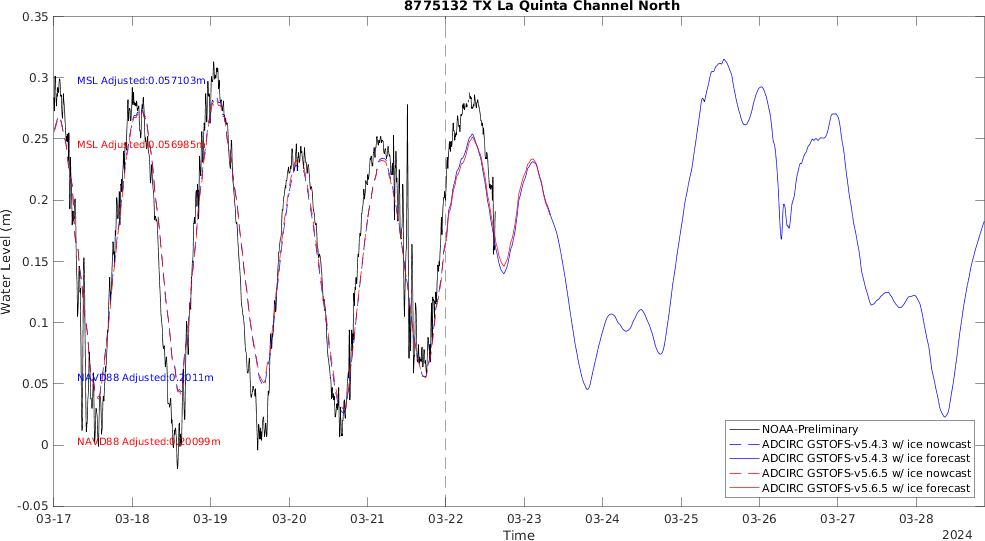 8775132 TX La Quinta Channel North
0.35
0.3
0.25
0.2
0.15
0.1
0.05
0
-0.05
Water Level (m)
MSL Adjusted:0.057103m
MSL Adjusted:0.056985m
NAVD88 Adjusted:0.2011m
NAVD88 Adjusted:0.20099m
NOAA-Preliminary
ADCIRC GSTOFS-v5.4.3 w/ ice nowcast
ADCIRC GSTOFS-v5.4.3 w/ ice forecast
ADCIRC GSTOFS-v5.6.5 w/ ice nowcast
ADCIRC GSTOFS-v5.6.5 w/ ice forecast
03-17 03-18 03-19 03-20 03-21 03-22 03-23 03-24 03-25 03-26 03-27 03-28
Time
2024